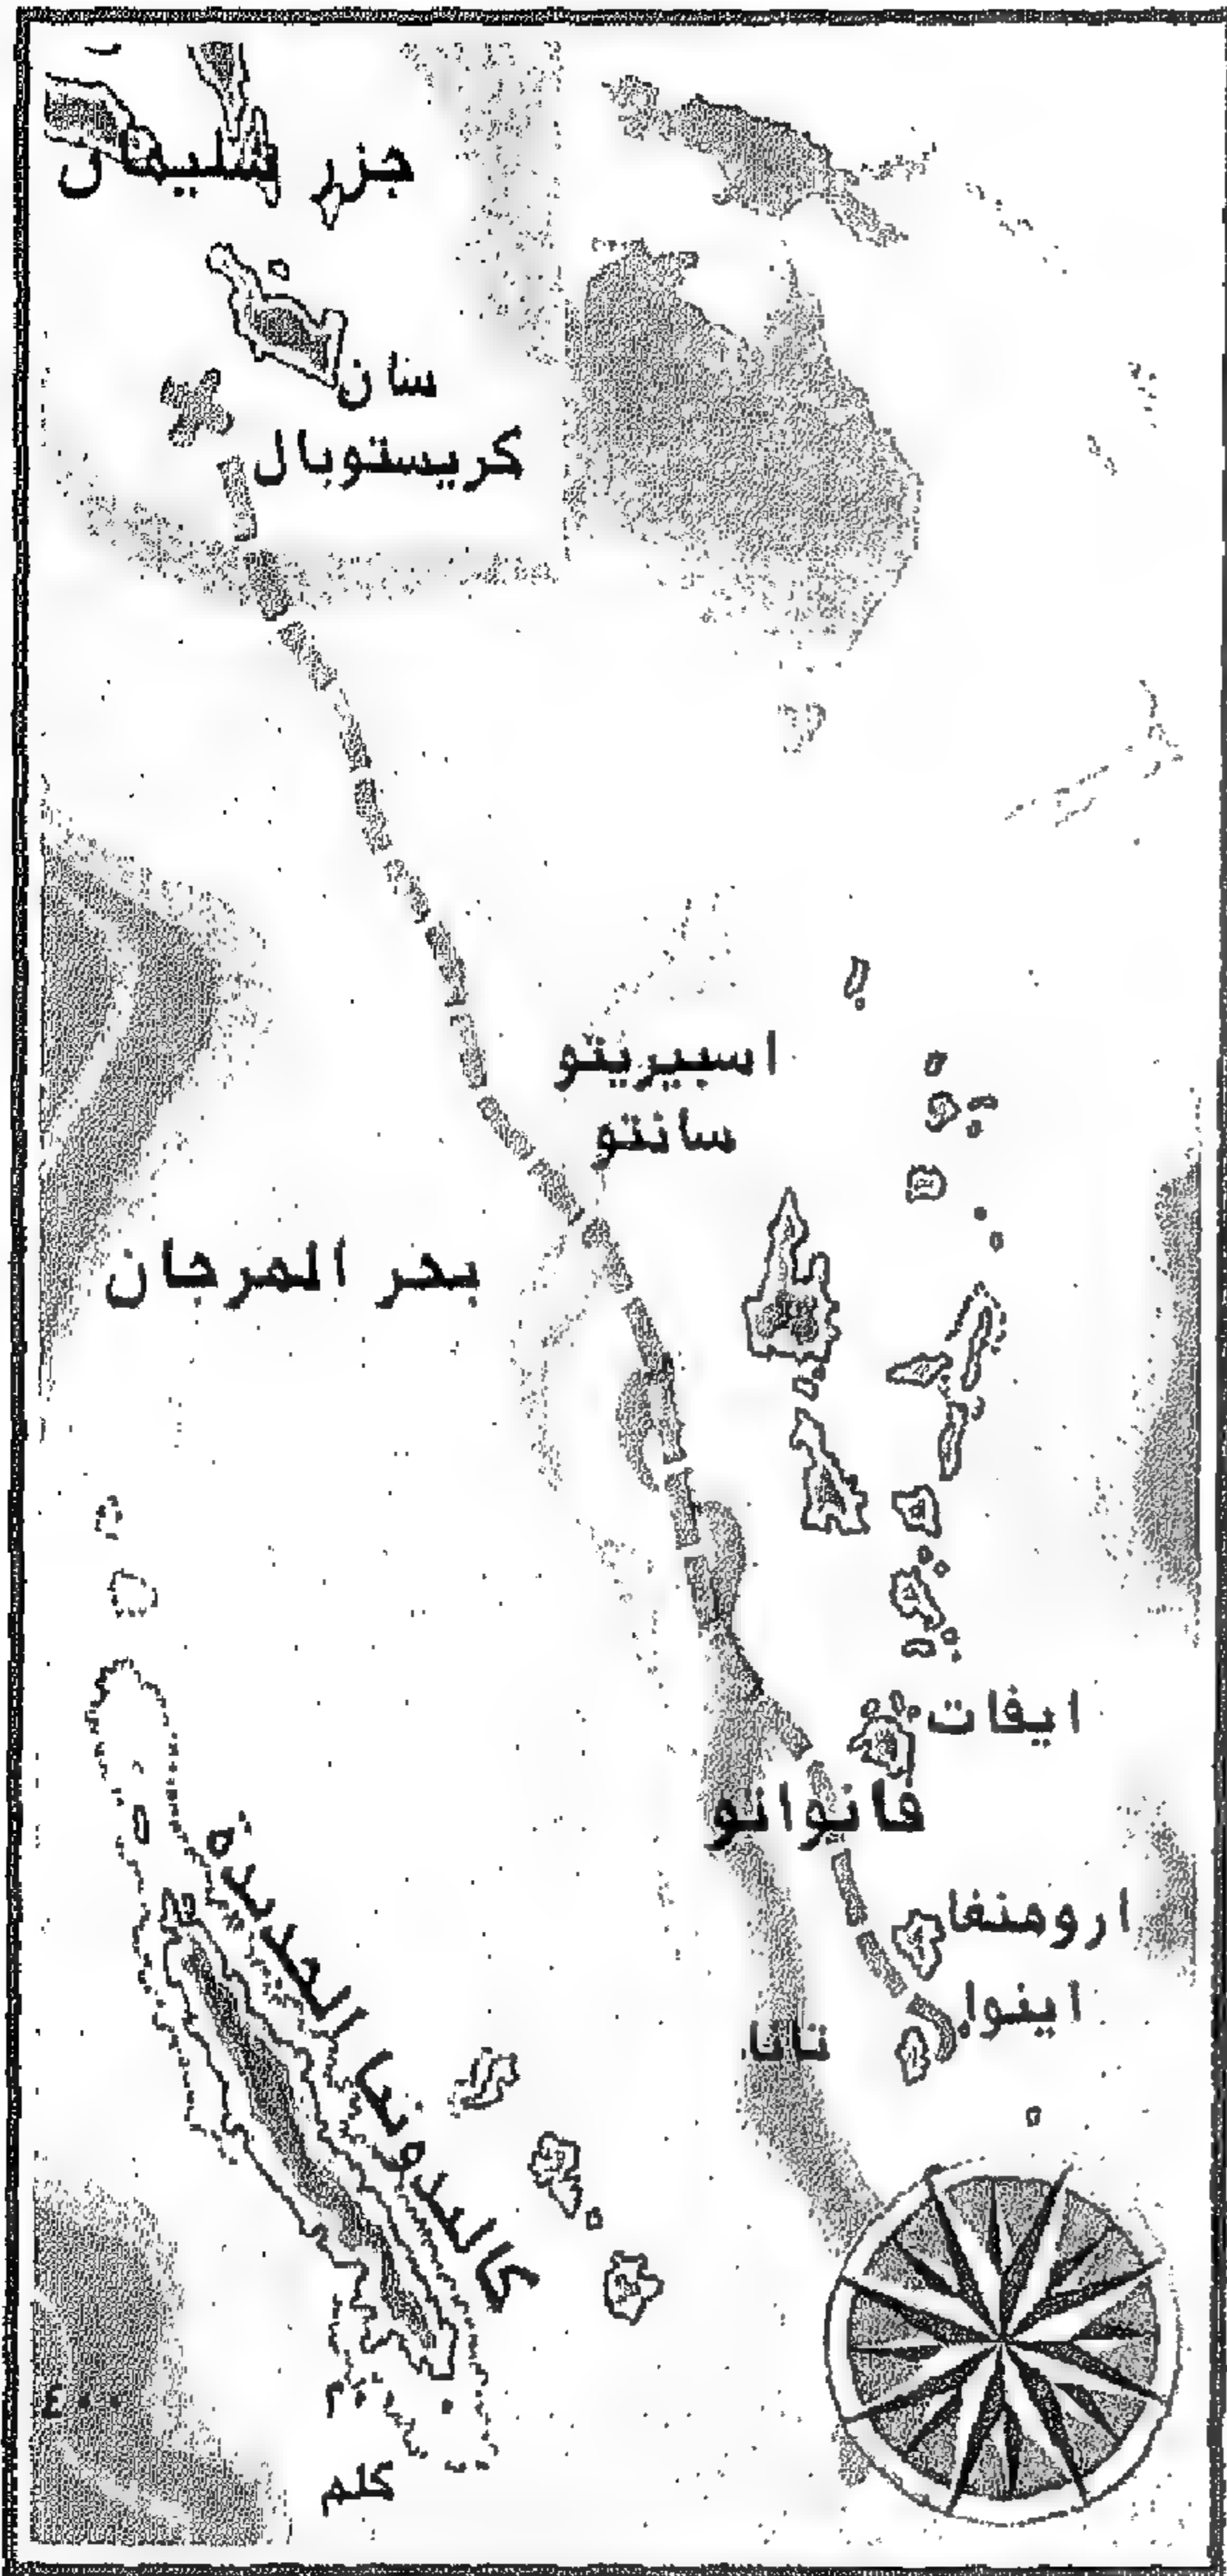 جزر سليمان
سان
كريستوبال
اسبيريتو
سانتو
بحر المرجان
ايفات
فانواتو
ارومنغا
اينوا
تانا
كاليدونيا الجديدة
٤٠٠
كلم